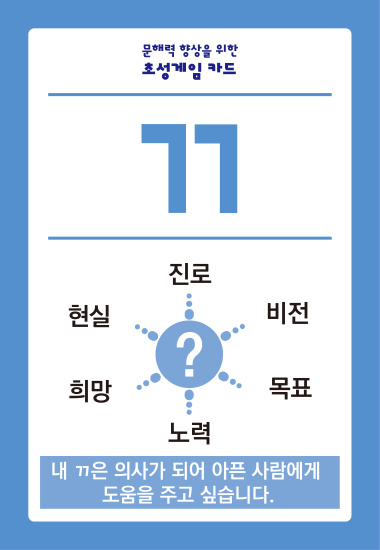 문해력 향상을 위한
초성게임 카드
ㄲ
진로
현실
비전
?
희망
목표
노력
내 ㄲ은 의사가 되어 아픈 사람에게
도움을 주고 싶습니다.